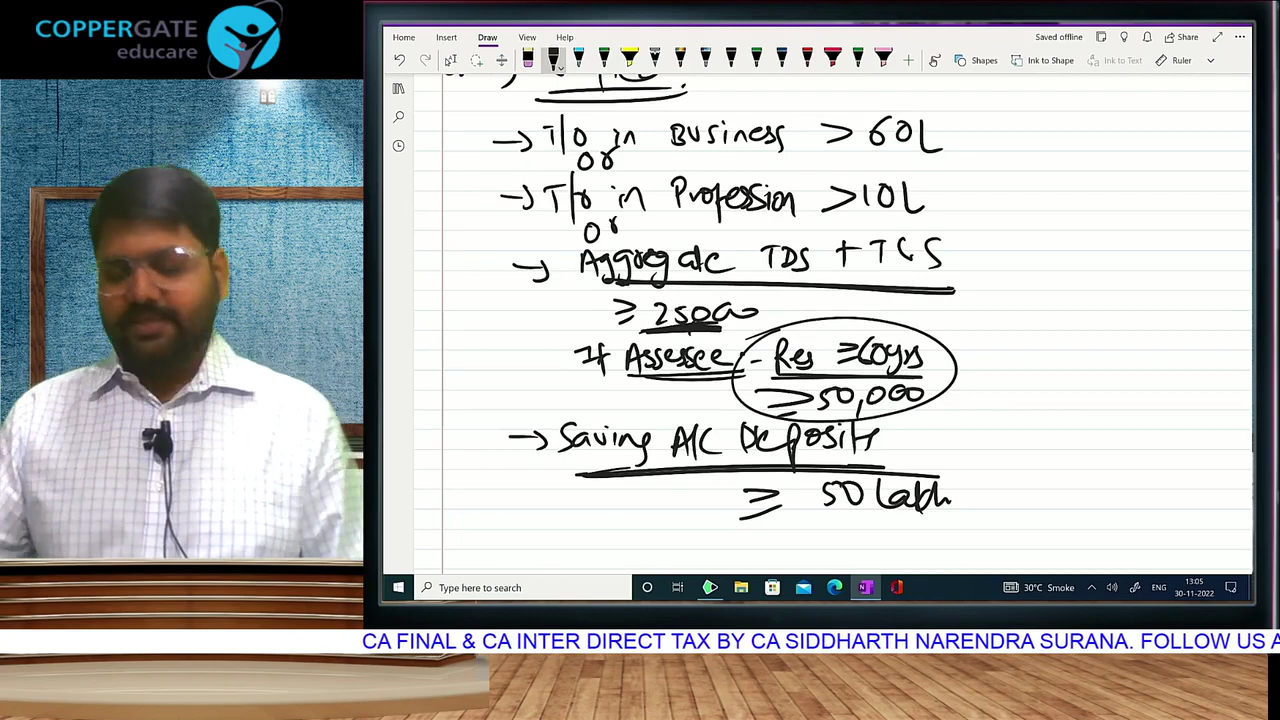 COPPERGATE
educare
Home Insert Draw View Help
Saved offline
Share
Shapes
Ink to Shape
Ink to Text
Ruler
→ T/O in Business > 60L
Or
→ T/o in Profession > 10L
Or
→ Aggregate TDS + TCS
≥ 25000
If Assessee - Res ≥ 60yrs
≥ 50,000
→ Saving A/C Deposits
≥ 50 Lakh
Type here to search
30°C Smoke
ENG
13:05
30-11-2022
CA FINAL & CA INTER DIRECT TAX BY CA SIDDHARTH NARENDRA SURANA. FOLLOW US A